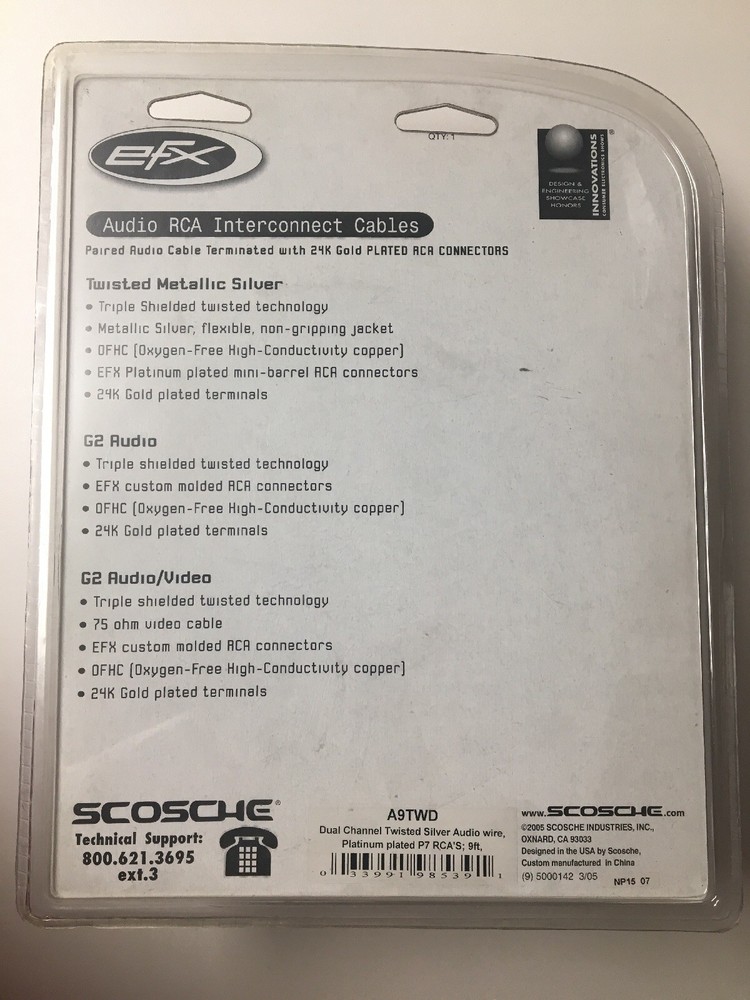 QTY: 1
efx
DESIGN &
ENGINEERING
SHOWCASE
HONORS
INNOVATIONS
CONSUMER ELECTRONICS SHOWS
Audio RCA Interconnect Cables
Paired Audio Cable Terminated with 24K Gold PLATED RCA CONNECTORS
Twisted Metallic Silver
• Triple Shielded twisted technology
• Metallic Silver, flexible, non-gripping jacket
• OFHC (Oxygen-Free High-Conductivity copper)
• EFX Platinum plated mini-barrel RCA connectors
• 24K Gold plated terminals
G2 Audio
• Triple shielded twisted technology
• EFX custom molded RCA connectors
• OFHC (Oxygen-Free High-Conductivity copper)
• 24K Gold plated terminals
G2 Audio/Video
• Triple shielded twisted technology
• 75 ohm video cable
• EFX custom molded RCA connectors
• OFHC (Oxygen-Free High-Conductivity copper)
• 24K Gold plated terminals
SCOSCHE®
Technical Support:
800.621.3695
ext.3
A9TWD
Dual Channel Twisted Silver Audio wire,
Platinum plated P7 RCA'S; 9ft,
0 33991 98539 1
www.SCOSCHE.com
©2005 SCOSCHE INDUSTRIES, INC.,
OXNARD, CA 93033
Designed in the USA by Scosche,
Custom manufactured in China
(9) 5000142 3/05
NP15 07